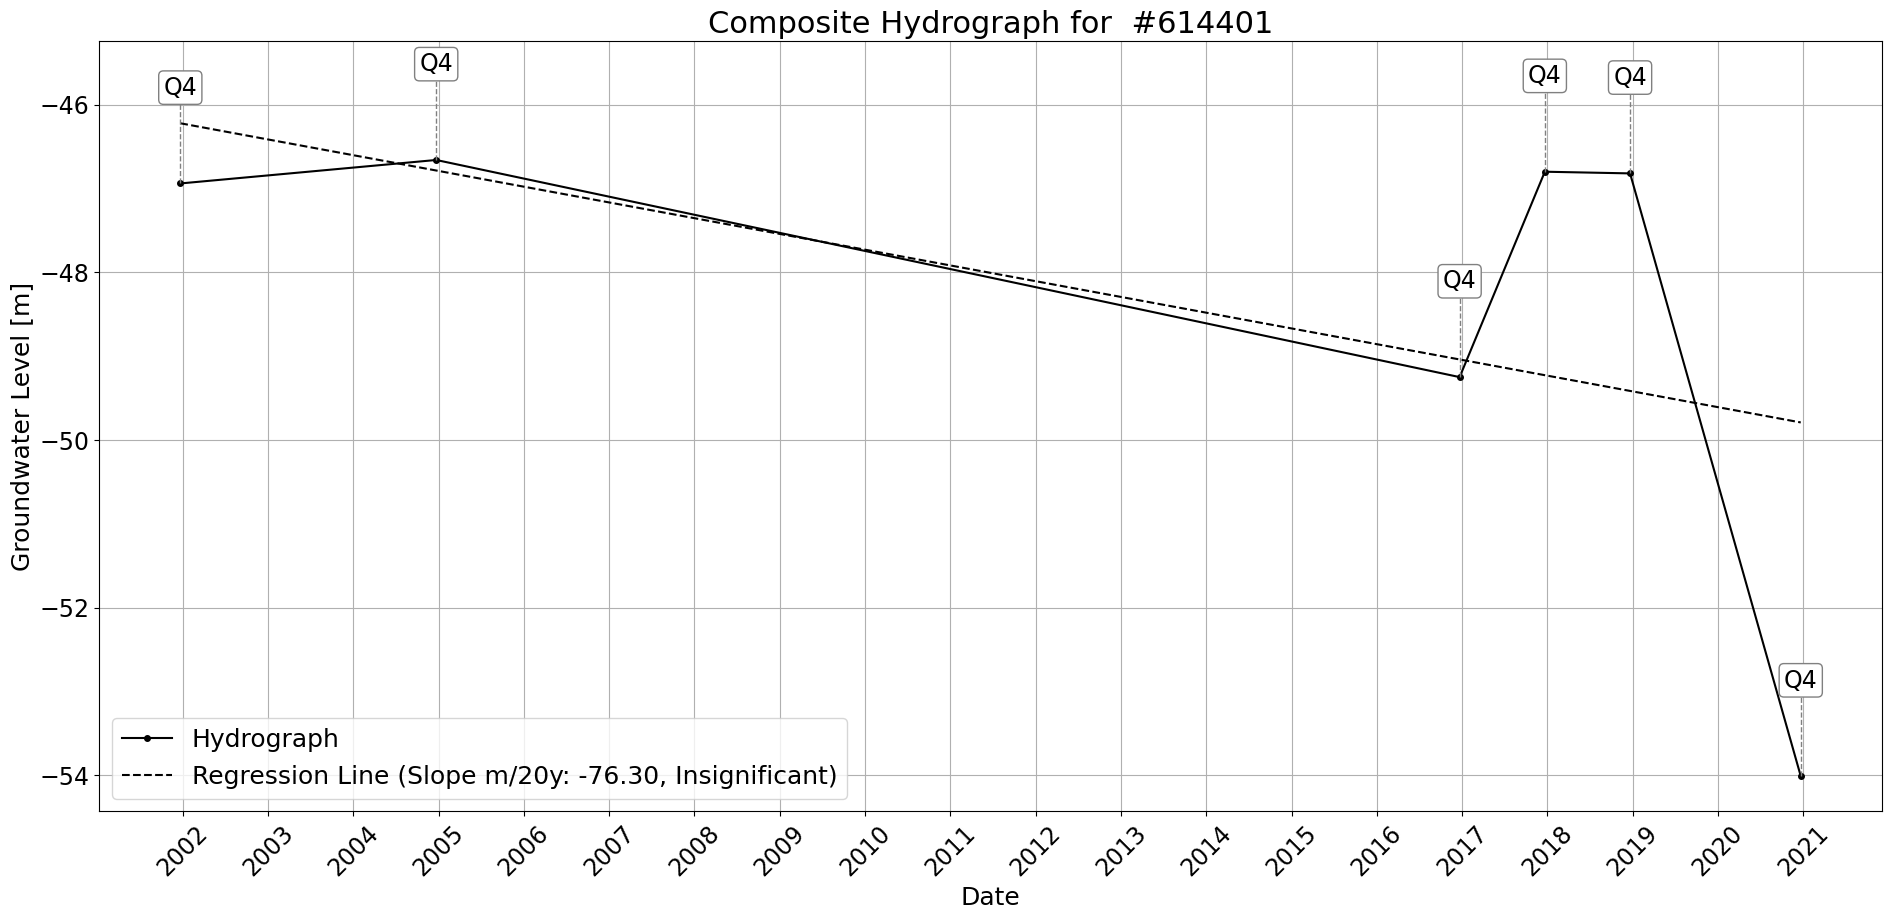 Composite Hydrograph for  #614401
Q4
Q4
Q4
Q4
Q4
Q4
Groundwater Level [m]
−46
−48
−50
−52
−54
Hydrograph
Regression Line (Slope m/20y: -76.30, Insignificant)
2002
2003
2004
2005
2006
2007
2008
2009
2010
2011
2012
2013
2014
2015
2016
2017
2018
2019
2020
2021
Date